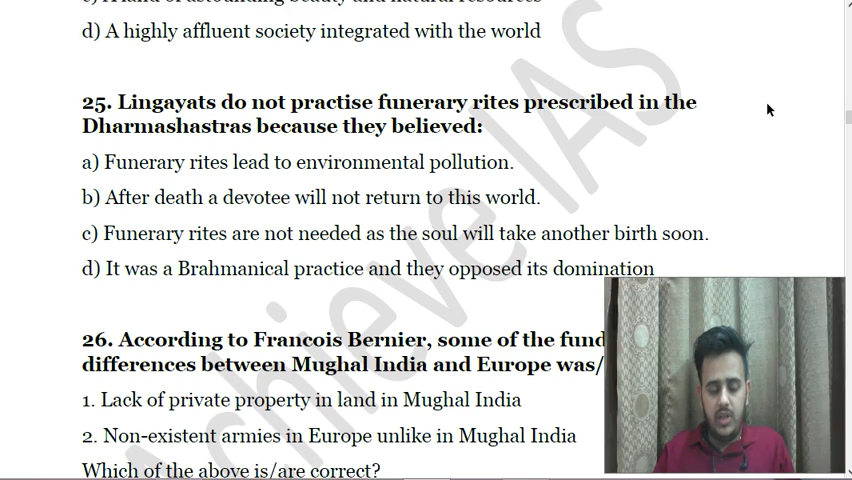 d) A highly affluent society integrated with the world
25. Lingayats do not practise funerary rites prescribed in the
Dharmashastras because they believed:
a) Funerary rites lead to environmental pollution.
b) After death a devotee will not return to this world.
c) Funerary rites are not needed as the soul will take another birth soon.
d) It was a Brahmanical practice and they opposed its domination
26. According to Francois Bernier, some of the fund
differences between Mughal India and Europe was/
1. Lack of private property in land in Mughal India
2. Non-existent armies in Europe unlike in Mughal India
Which of the above is/are correct?
Achieve IAS